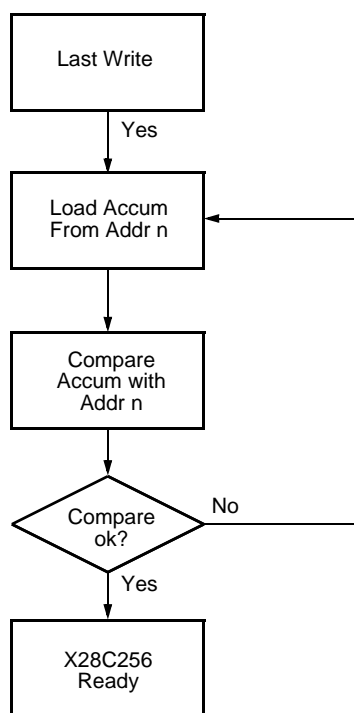 Last Write
Yes
Load Accum
From Addr n
Compare
Accum with
Addr n
Compare
ok?
No
Yes
X28C256
Ready